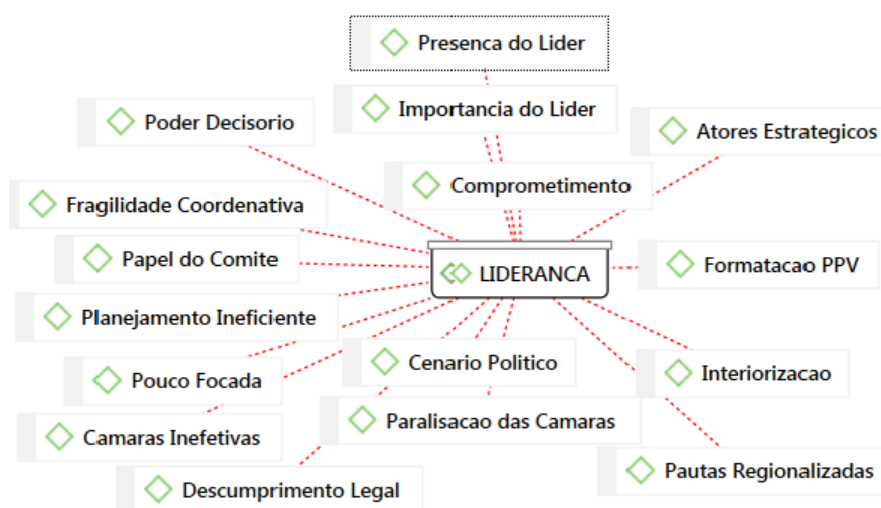 Presenca do Lider
Importancia do Lider
Poder Decisorio
Atores Estrategicos
Comprometimento
Fragilidade Coordenativa
Papel do Comite
LIDERANCA
Formatacao PPV
Planejamento Ineficiente
Cenario Politico
Pouco Focada
Interiorizacao
Paralisacao das Camaras
Camaras Inefetivas
Pautas Regionalizadas
Descumprimento Legal